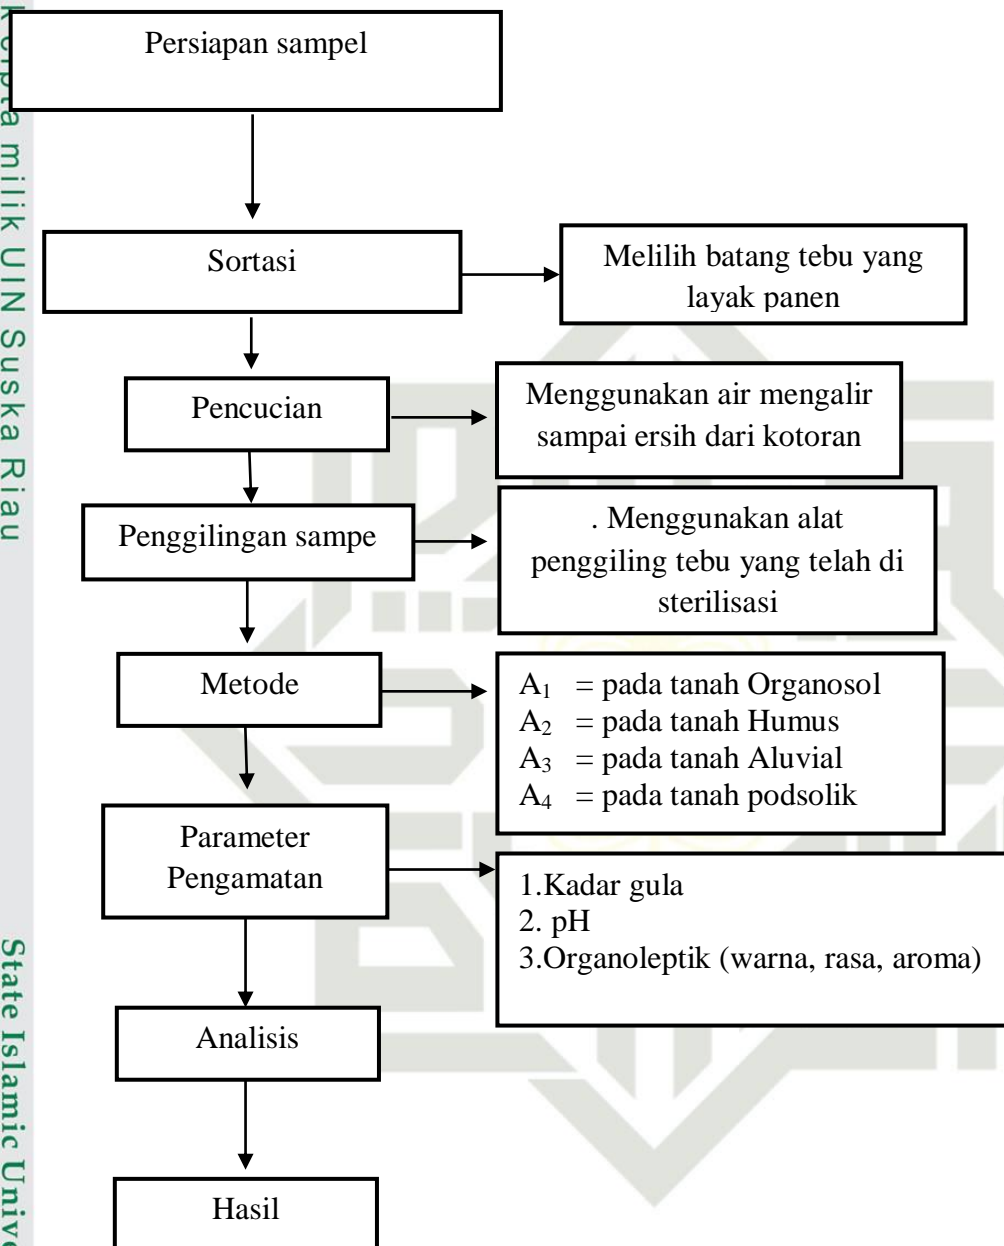 Persiapan sampel
Sortasi
Melilih batang tebu yang
layak panen
Pencucian
Menggunakan air mengalir
sampai ersih dari kotoran
Penggilingan sampe
. Menggunakan alat
penggiling tebu yang telah di
sterilisasi
Metode
A₁ = pada tanah Organosol
A₂ = pada tanah Humus
A₃ = pada tanah Aluvial
A₄ = pada tanah podsolik
Parameter
Pengamatan
1.Kadar gula
2. pH
3.Organoleptik (warna, rasa, aroma)
Analisis
Hasil
milik UIN Suska Riau
State Islamic